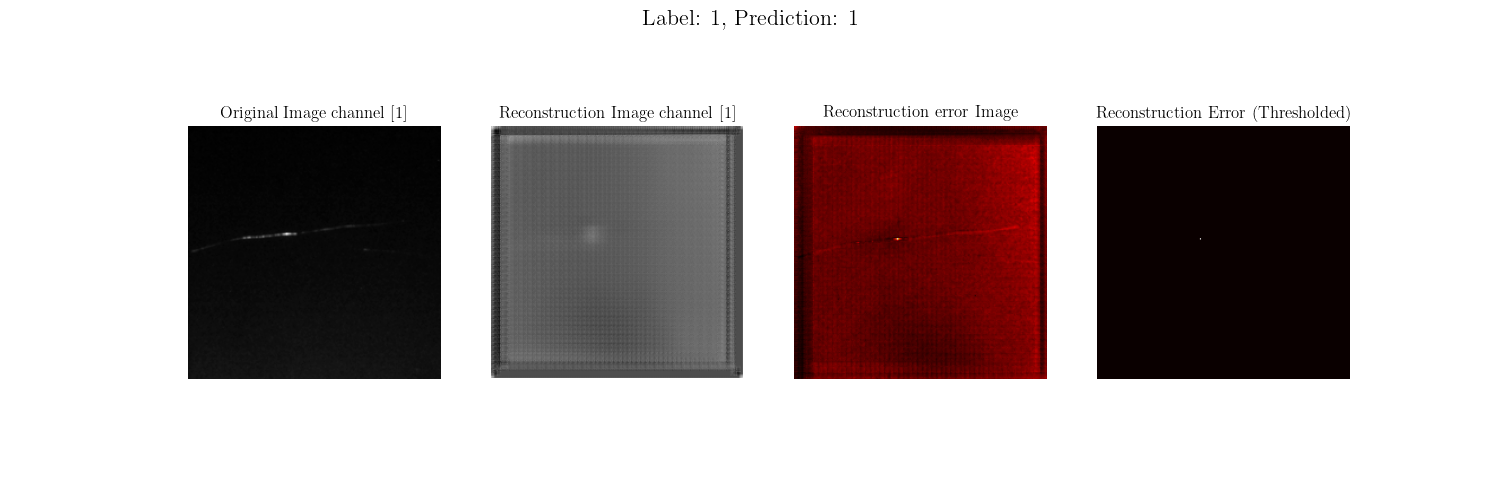 Label: 1, Prediction: 1
Original Image channel [1]
Reconstruction Image channel [1]
Reconstruction error Image
Reconstruction Error (Thresholded)